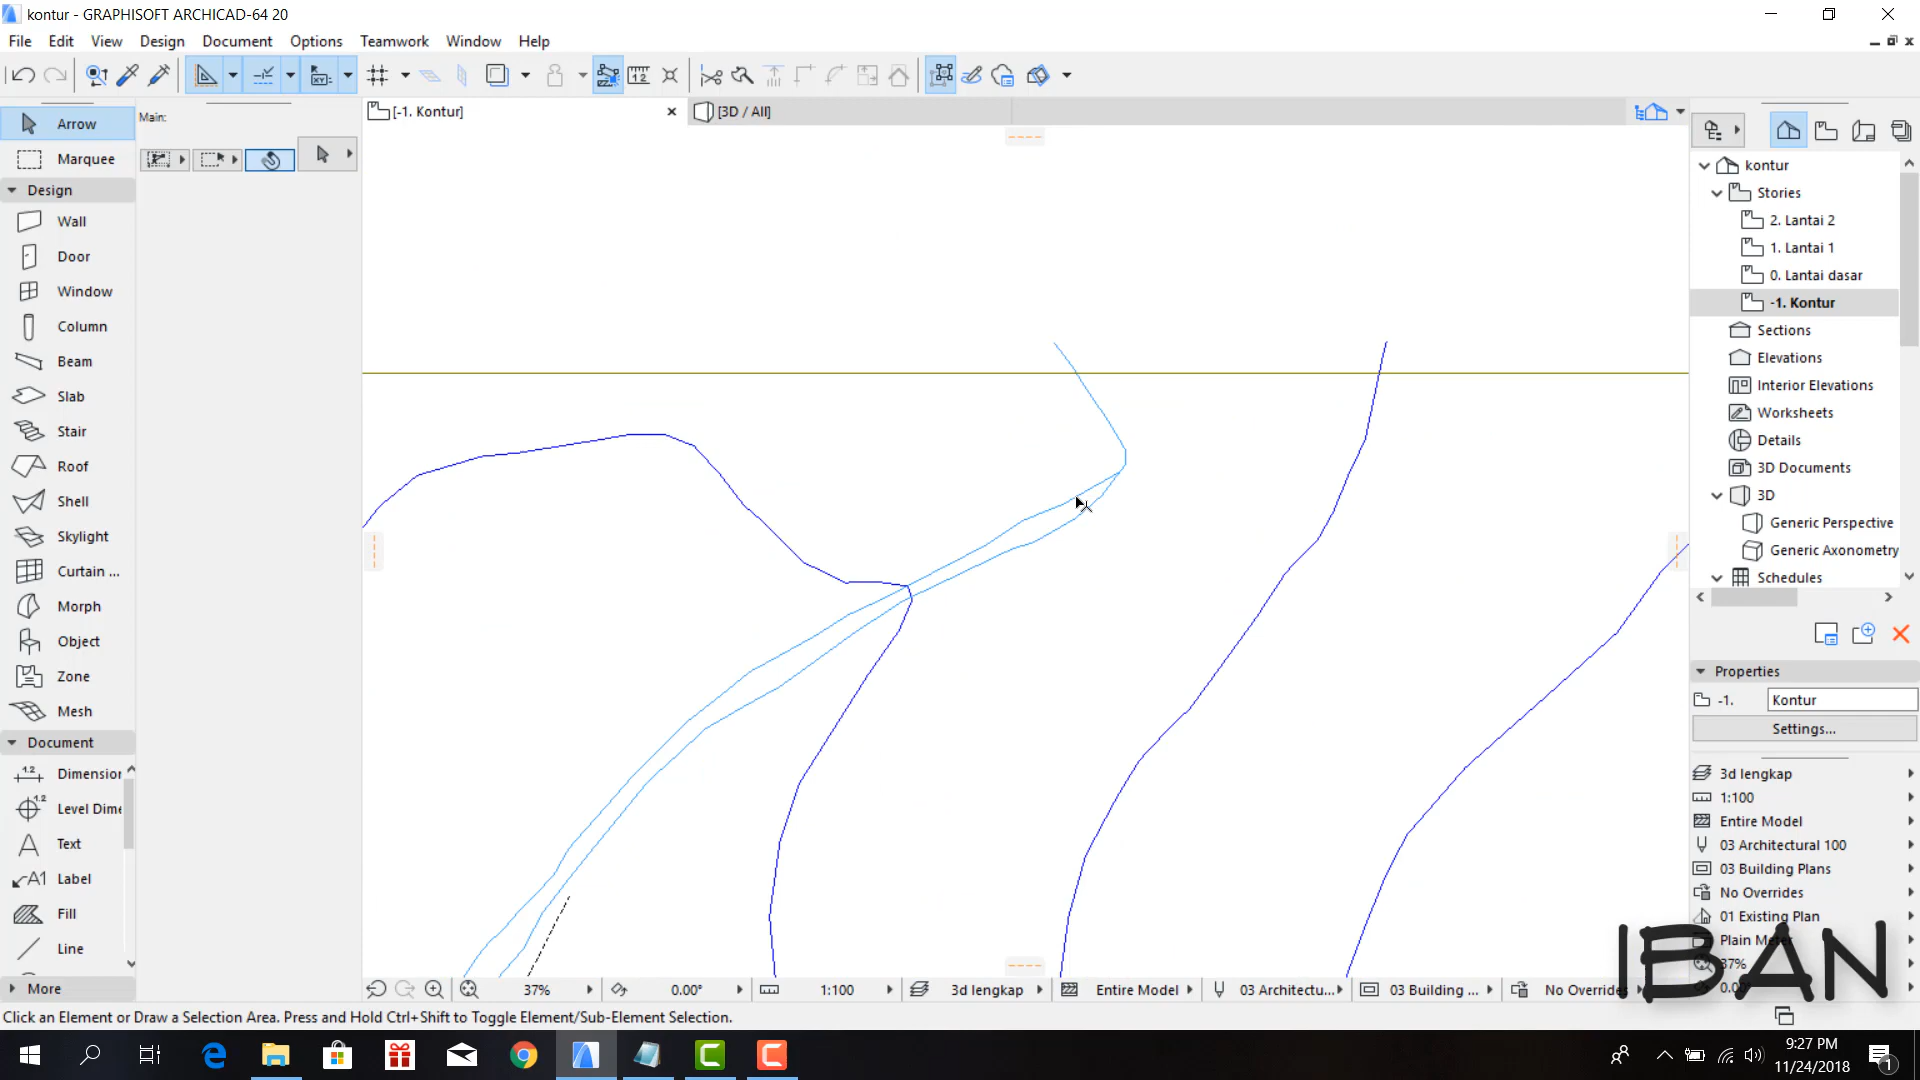 kontur - GRAPHISOFT ARCHICAD-64 20
File Edit View Design Document Options Teamwork Window Help
[-1. Kontur]
[3D / All]
Main:
Arrow
Marquee
Design
Wall
Door
Window
Column
Beam
Slab
Stair
Roof
Shell
Skylight
Curtain ...
Morph
Object
Zone
Mesh
Document
Dimension
Level Dime
Text
Label
Fill
Line
More
kontur
Stories
2. Lantai 2
1. Lantai 1
0. Lantai dasar
-1. Kontur
Sections
Elevations
Interior Elevations
Worksheets
Details
3D Documents
3D
Generic Perspective
Generic Axonometry
Schedules
Properties
-1. Kontur
Settings...
3d lengkap
1:100
Entire Model
03 Architectural 100
03 Building Plans
No Overrides
01 Existing Plan
Plain Mete
37%
0.00°
IBAN
37% 0.00° 1:100 3d lengkap Entire Model 03 Architectu... 03 Building ... No Overrides
Click an Element or Draw a Selection Area. Press and Hold Ctrl+Shift to Toggle Element/Sub-Element Selection.
9:27 PM
11/24/2018
1